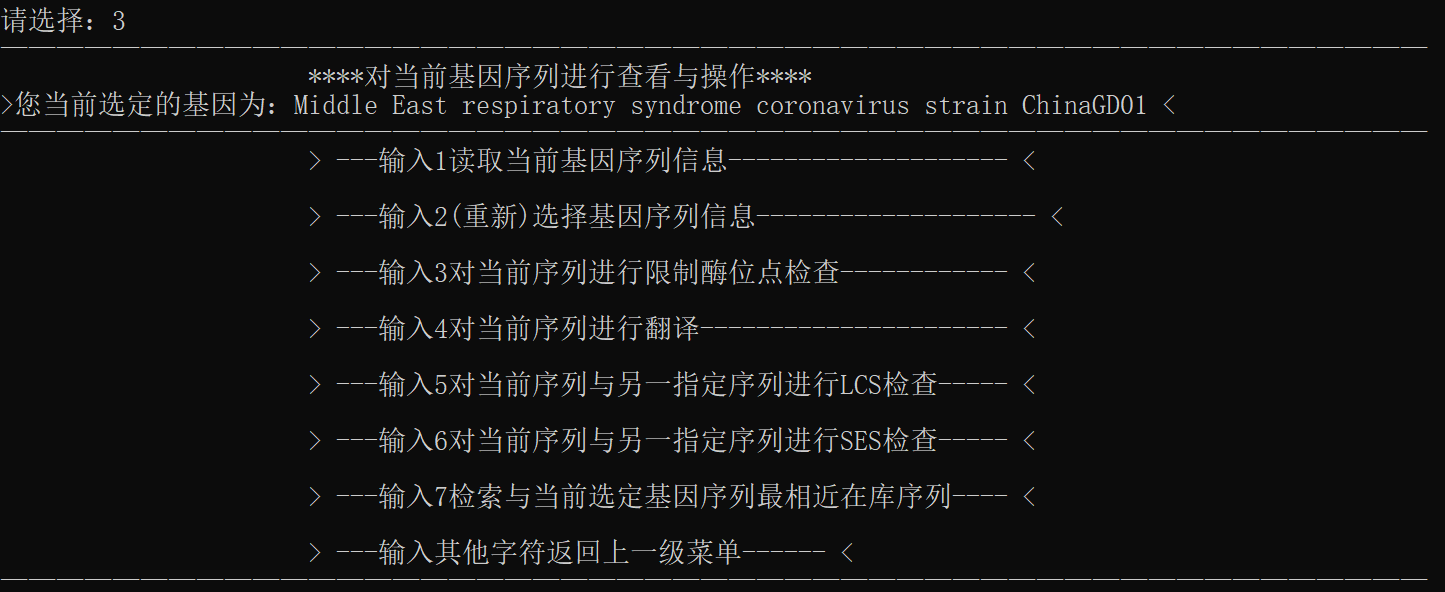 请选择：3
————————————————————————————————————————————————————
****对当前基因序列进行查看与操作****
>您当前选定的基因为：Middle East respiratory syndrome coronavirus strain ChinaGD01 <
————————————————————————————————————————————————————
> ---输入1读取当前基因序列信息-------------------- <
> ---输入2(重新)选择基因序列信息-------------------- <
> ---输入3对当前序列进行限制酶位点检查------------ <
> ---输入4对当前序列进行翻译---------------------- <
> ---输入5对当前序列与另一指定序列进行LCS检查----- <
> ---输入6对当前序列与另一指定序列进行SES检查----- <
> ---输入7检索与当前选定基因序列最相近在库序列---- <
> ---输入其他字符返回上一级菜单------ <
————————————————————————————————————————————————————